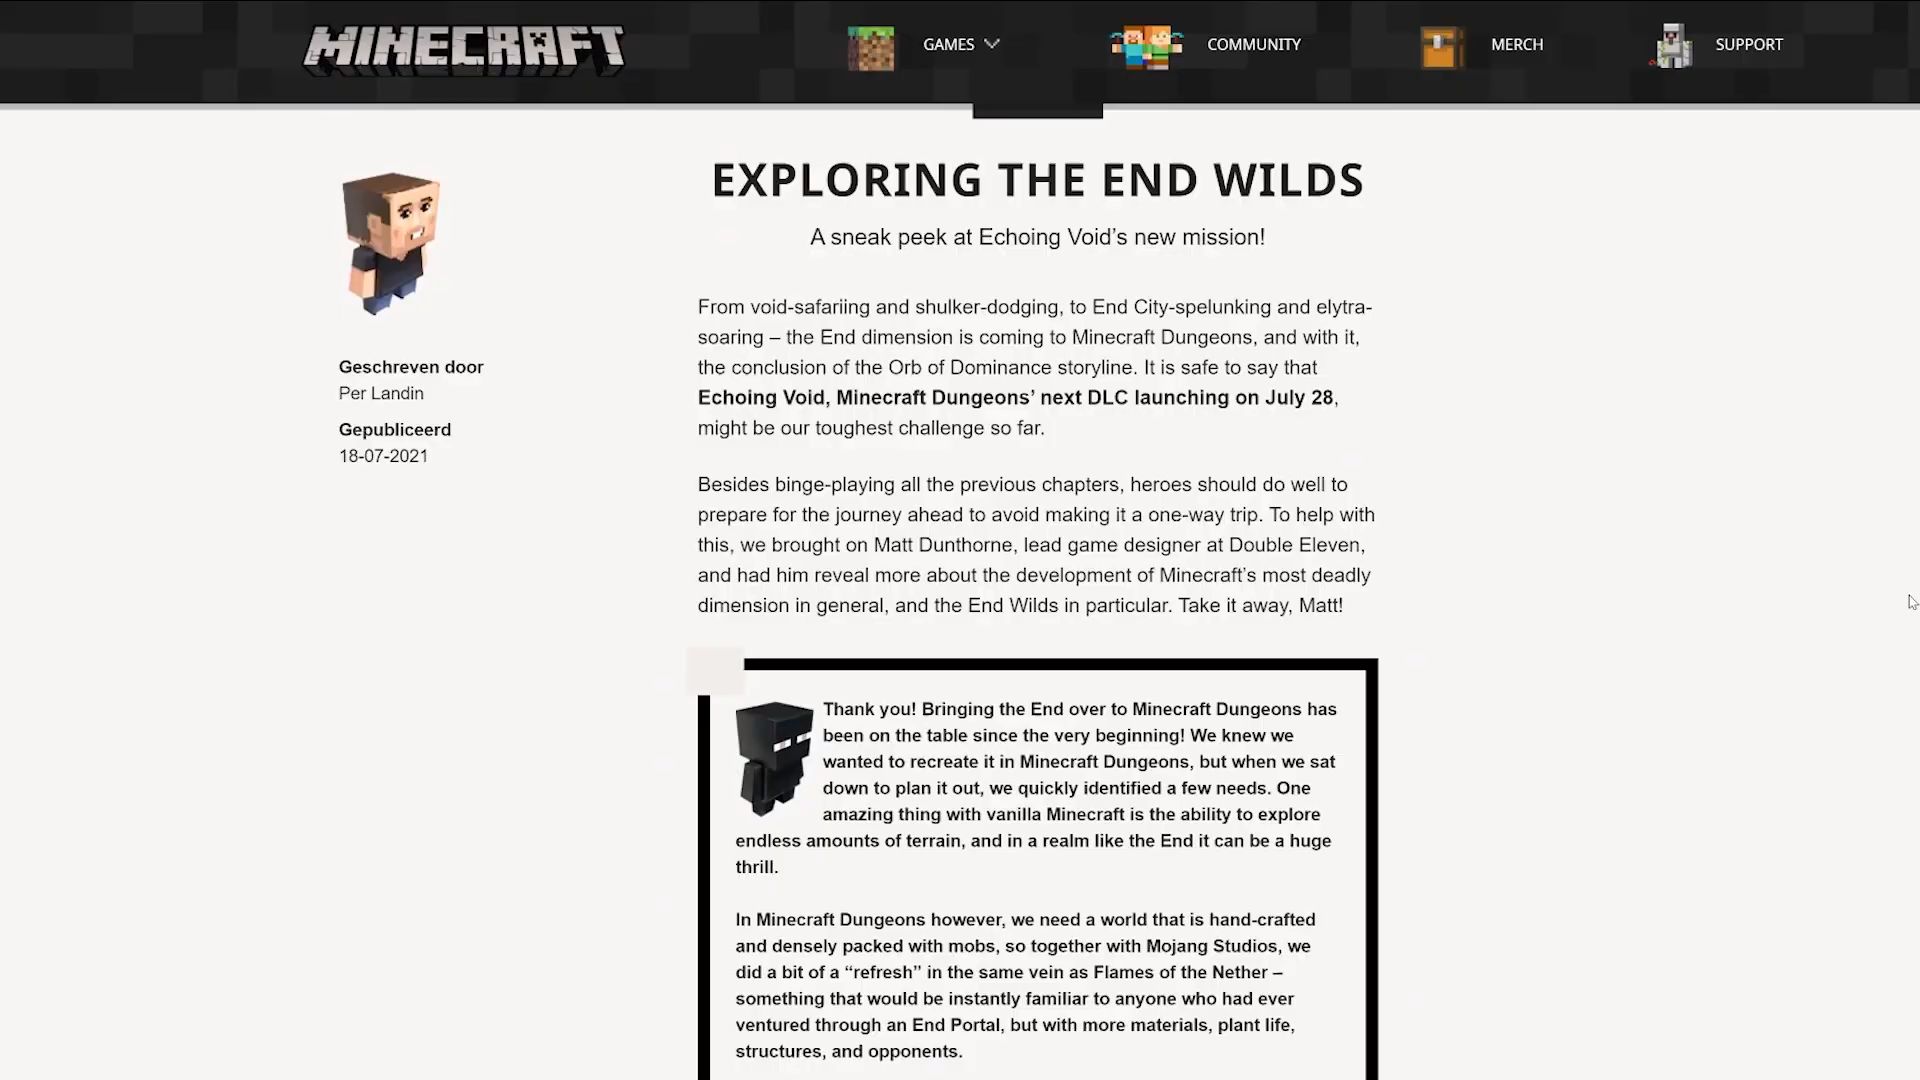 MINECRAFT
GAMES
COMMUNITY
MERCH
SUPPORT
EXPLORING THE END WILDS
A sneak peek at Echoing Void’s new mission!
Geschreven door
Per Landin
Gepubliceerd
18-07-2021
From void-safariing and shulker-dodging, to End City-spelunking and elytra-
soaring – the End dimension is coming to Minecraft Dungeons, and with it,
the conclusion of the Orb of Dominance storyline. It is safe to say that
Echoing Void, Minecraft Dungeons’ next DLC launching on July 28,
might be our toughest challenge so far.
Besides binge-playing all the previous chapters, heroes should do well to
prepare for the journey ahead to avoid making it a one-way trip. To help with
this, we brought on Matt Dunthorne, lead game designer at Double Eleven,
and had him reveal more about the development of Minecraft’s most deadly
dimension in general, and the End Wilds in particular. Take it away, Matt!
Thank you! Bringing the End over to Minecraft Dungeons has
been on the table since the very beginning! We knew we
wanted to recreate it in Minecraft Dungeons, but when we sat
down to plan it out, we quickly identified a few needs. One
amazing thing with vanilla Minecraft is the ability to explore
endless amounts of terrain, and in a realm like the End it can be a huge
thrill.
In Minecraft Dungeons however, we need a world that is hand-crafted
and densely packed with mobs, so together with Mojang Studios, we
did a bit of a “refresh” in the same vein as Flames of the Nether –
something that would be instantly familiar to anyone who had ever
ventured through an End Portal, but with more materials, plant life,
structures, and opponents.